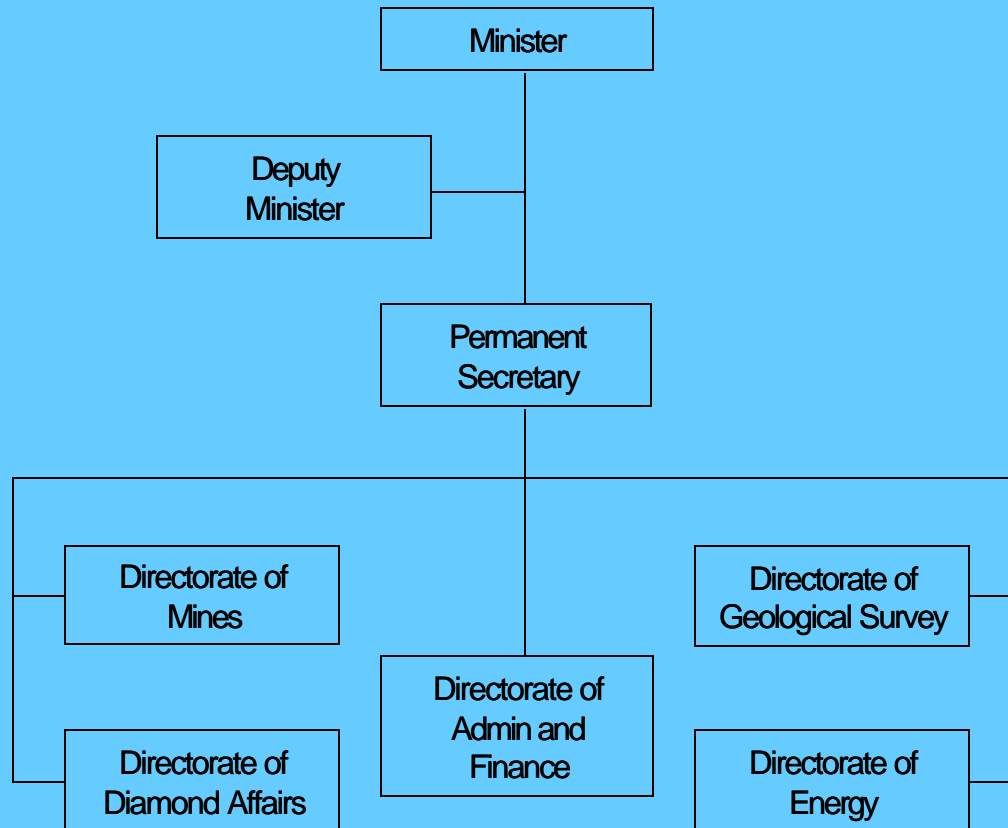 Minister
Deputy
Minister
Permanent
Secretary
Directorate of
Mines
Directorate of
Geological Survey
Directorate of
Admin and
Finance
Directorate of
Diamond Affairs
Directorate of
Energy